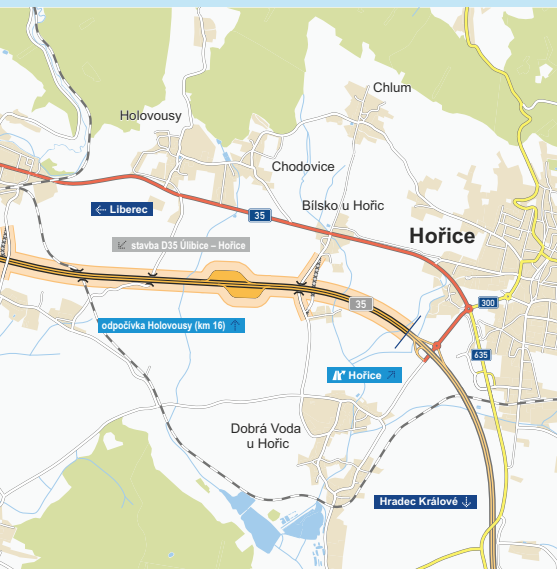 Chlum
Holovousy
Chodovice
Bílsko u Hořic
← Liberec
35
Hořice
↙ stavba D35 Úlibice – Hořice
300
35
odpočívka Holovousy (km 16) ↑
635
Hořice ↗
Dobrá Voda
u Hořic
Hradec Králové ↓